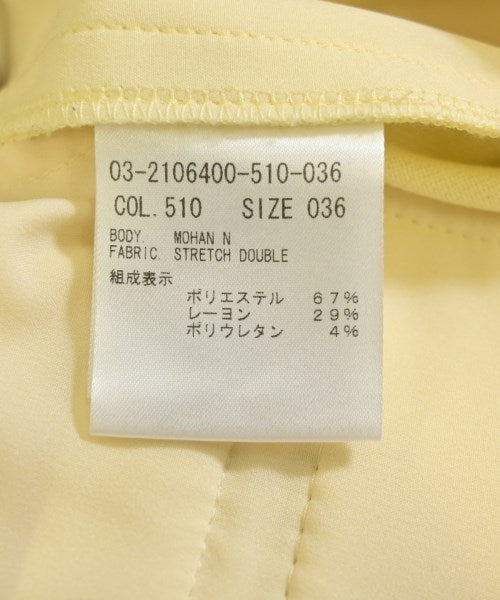 03-2106400-510-036
COL. 510 SIZE 036
BODY. MOHAN N
FABRIC. STRETCH DOUBLE
組成表示
ポリエステル 67%
レーヨン 29%
ポリウレタン 4%